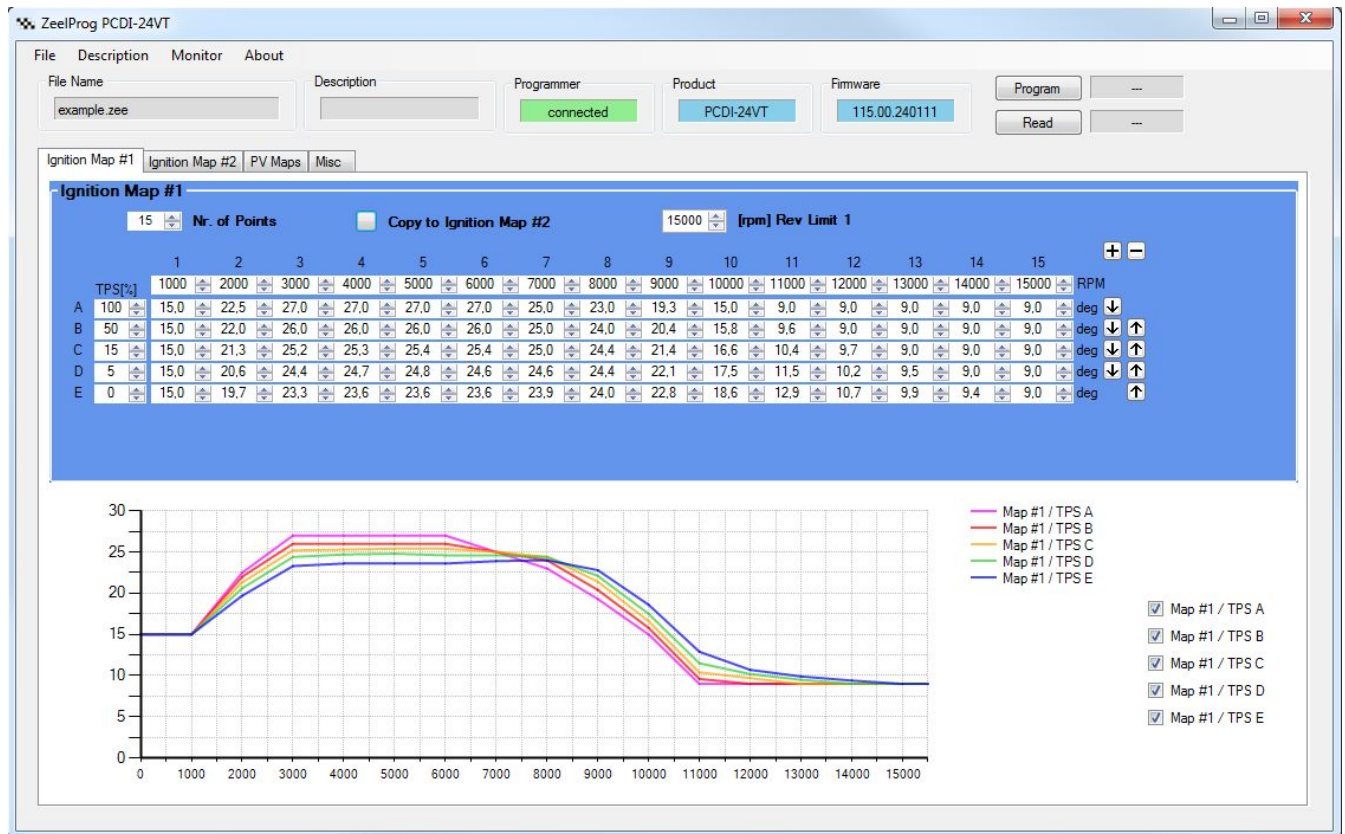 ZeelProg PCDI-24VT
File Description Monitor About
File Name Description Programmer Product Firmware
example.zee connected PCDI-24VT 115.00.240111 Program ---
Read ---
Ignition Map #1 Ignition Map #2 PV Maps Misc
Ignition Map #1
15 Nr. of Points Copy to Ignition Map #2 15000 [rpm] Rev Limit 1
1 2 3 4 5 6 7 8 9 10 11 12 13 14 15
TPS[%] 1000 2000 3000 4000 5000 6000 7000 8000 9000 10000 11000 12000 13000 14000 15000 RPM
A 100 15,0 22,5 27,0 27,0 27,0 27,0 25,0 23,0 19,3 15,0 9,0 9,0 9,0 9,0 9,0 deg
B 50 15,0 22,0 26,0 26,0 26,0 26,0 25,0 24,0 20,4 15,8 9,6 9,0 9,0 9,0 9,0 deg
C 15 15,0 21,3 25,2 25,3 25,4 25,4 25,0 24,4 21,4 16,6 10,4 9,7 9,0 9,0 9,0 deg
D 5 15,0 20,6 24,4 24,7 24,8 24,6 24,6 24,4 22,1 17,5 11,5 10,2 9,5 9,0 9,0 deg
E 0 15,0 19,7 23,3 23,6 23,6 23,6 23,9 24,0 22,8 18,6 12,9 10,7 9,9 9,4 9,0 deg
30
25
20
15
10
5
0
0 1000 2000 3000 4000 5000 6000 7000 8000 9000 10000 11000 12000 13000 14000 15000
Map #1 / TPS A
Map #1 / TPS B
Map #1 / TPS C
Map #1 / TPS D
Map #1 / TPS E
Map #1 / TPS A
Map #1 / TPS B
Map #1 / TPS C
Map #1 / TPS D
Map #1 / TPS E